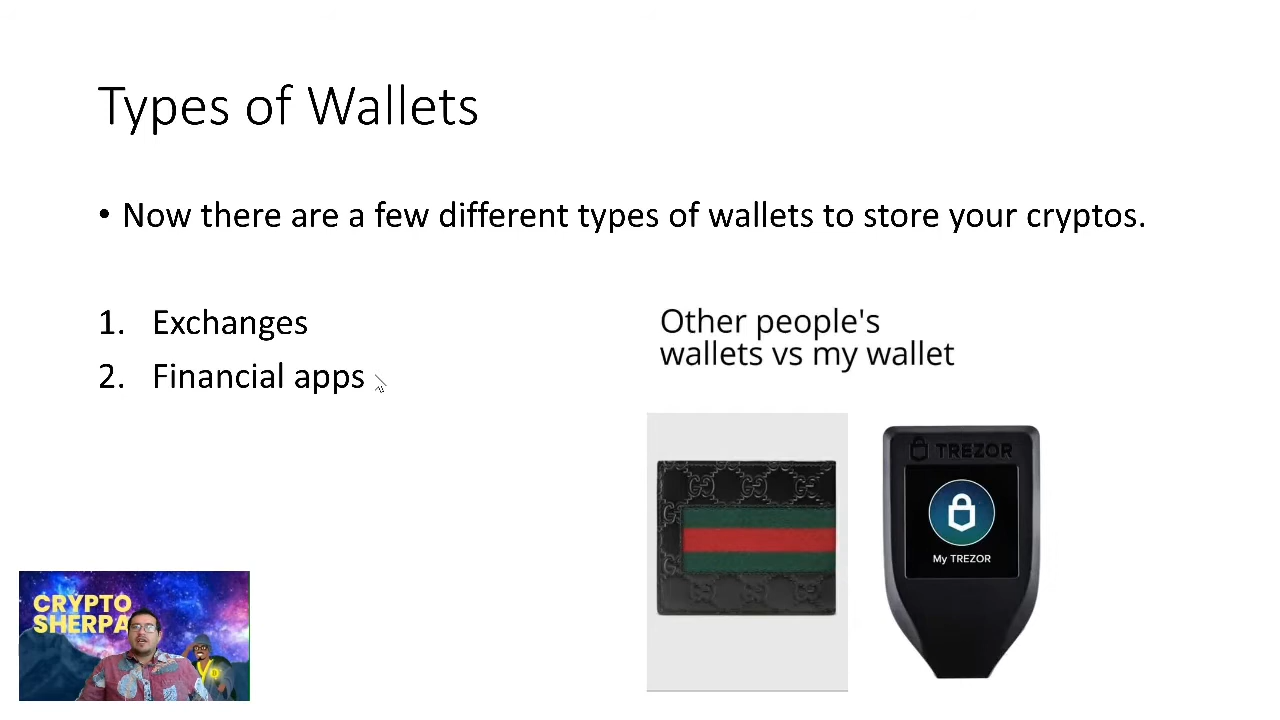 Types of Wallets
• Now there are a few different types of wallets to store your cryptos.
1. Exchanges
2. Financial apps
Other people's
wallets vs my wallet
TREZOR
My TREZOR
CRYPTO
SHERPA